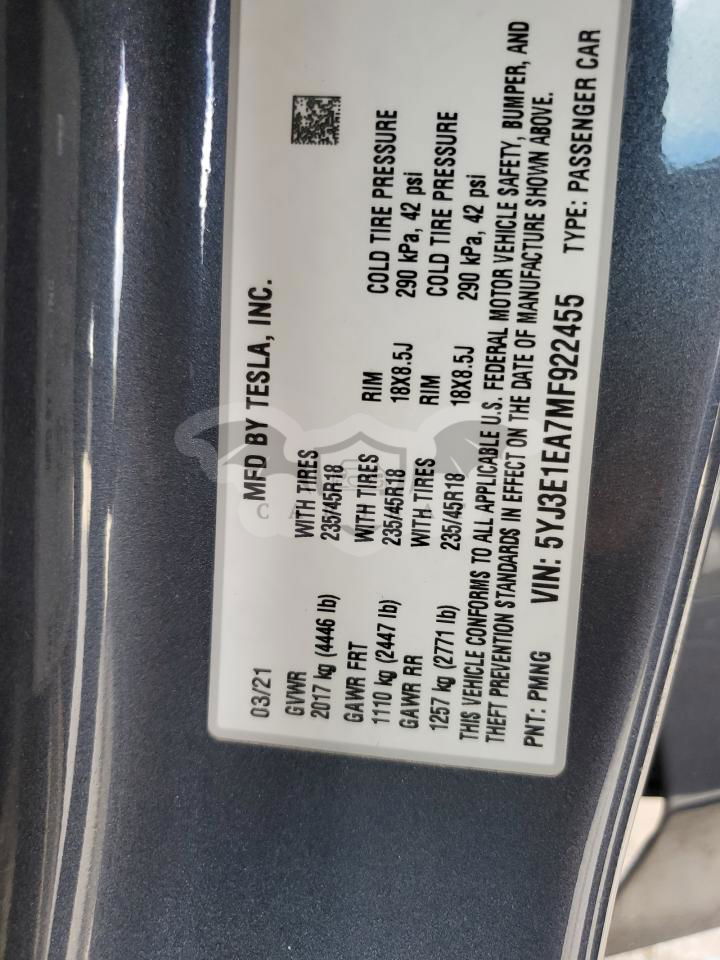 03/21 MFD BY TESLA, INC.
GVWR WITH TIRES RIM COLD TIRE PRESSURE
2017 kg (4446 lb) 235/45R18 18X8.5J 290 kPa, 42 psi
GAWR FRT WITH TIRES RIM COLD TIRE PRESSURE
1110 kg (2447 lb) 235/45R18 18X8.5J 290 kPa, 42 psi
GAWR RR WITH TIRES
1257 kg (2771 lb) 235/45R18
THIS VEHICLE CONFORMS TO ALL APPLICABLE U.S. FEDERAL MOTOR VEHICLE SAFETY, BUMPER, AND
THEFT PREVENTION STANDARDS IN EFFECT ON THE DATE OF MANUFACTURE SHOWN ABOVE.
PNT: PMNG VIN: 5YJ3E1EA7MF922455 TYPE: PASSENGER CAR